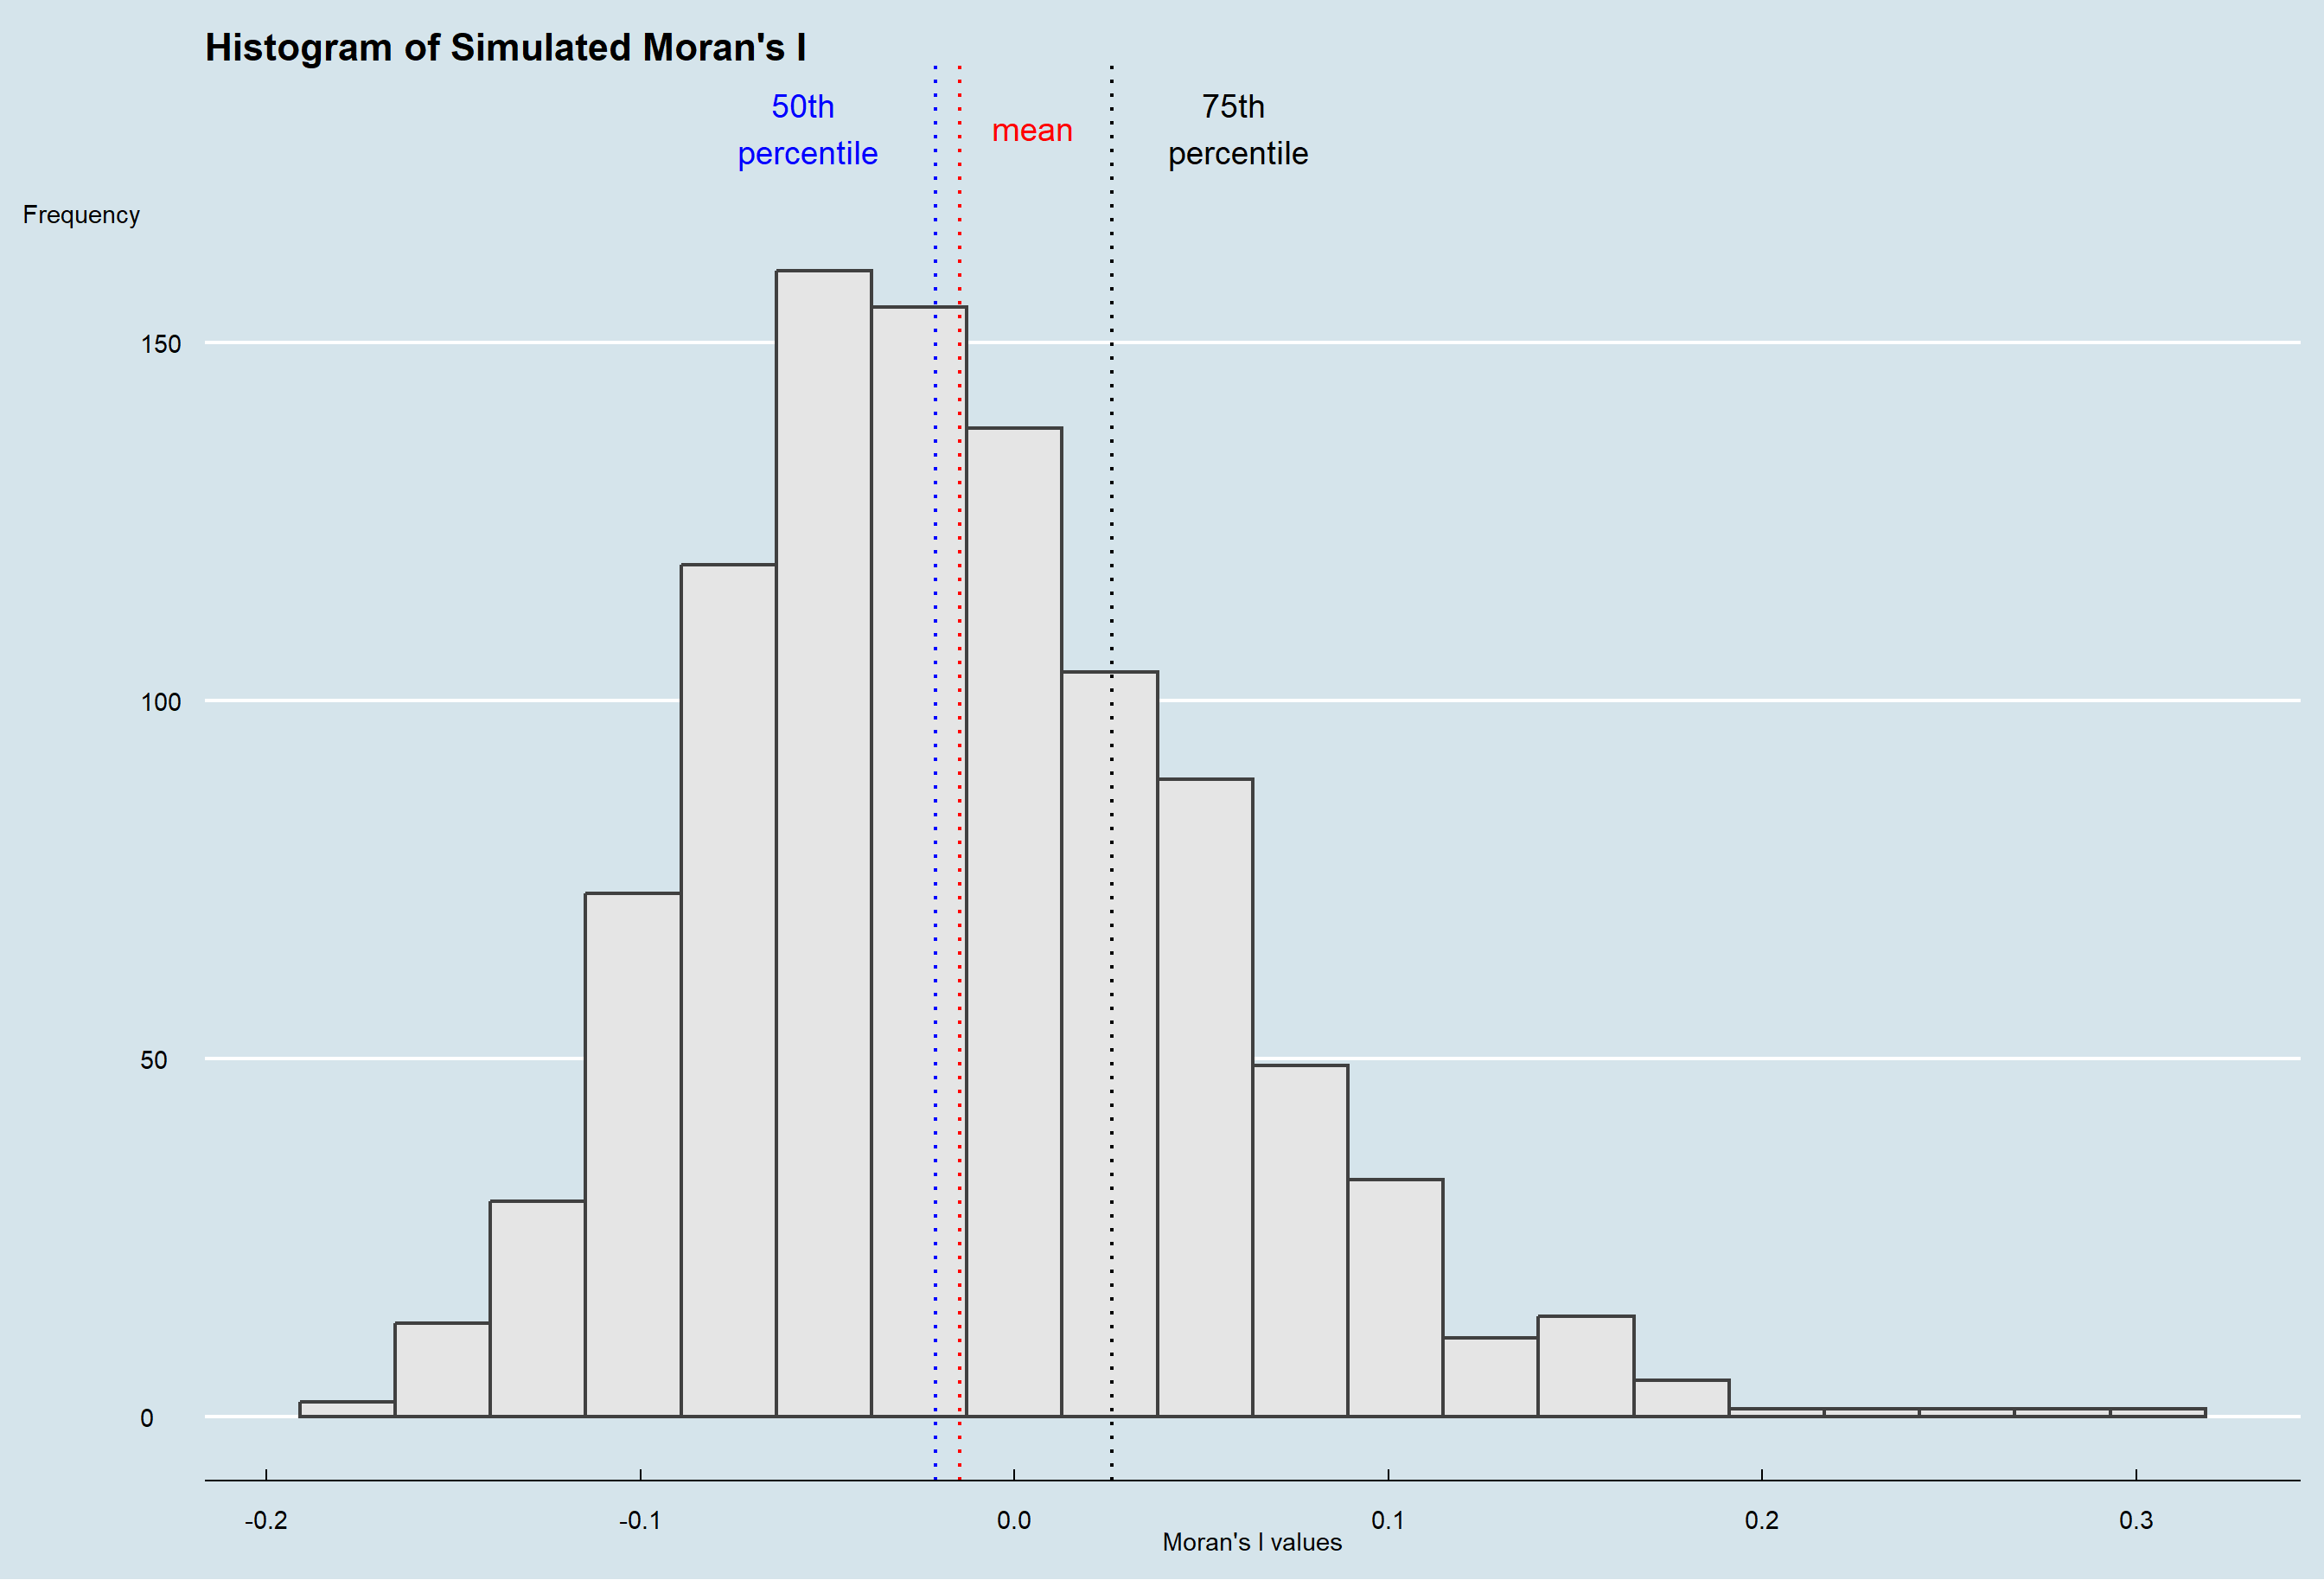 Histogram of Simulated Moran's I
50th
percentile
mean
75th
percentile
Frequency
150
100
50
0
-0.2 -0.1 0.0 0.1 0.2 0.3
Moran's I values